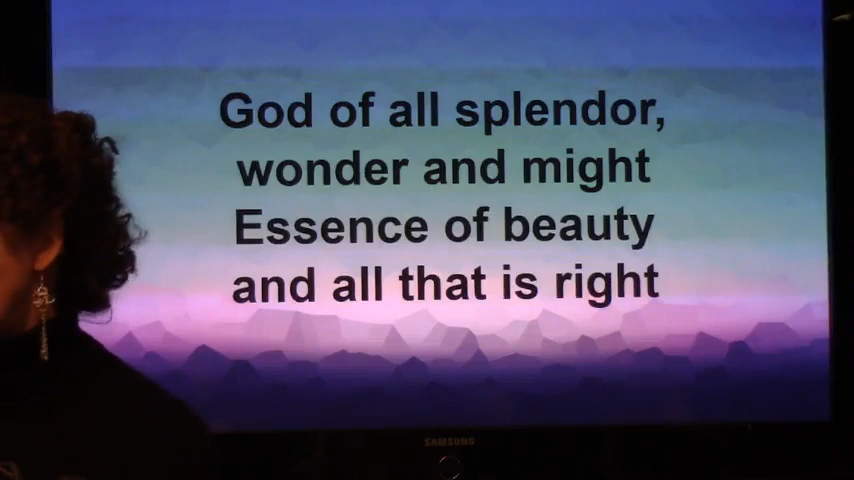 God of all splendor,
wonder and might
Essence of beauty
and all that is right
SAMSUNG